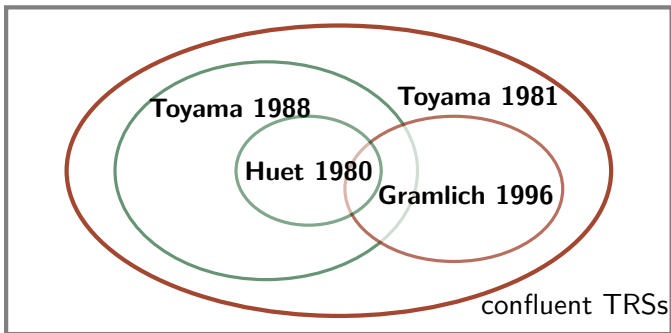 Toyama 1981
Toyama 1988
Huet 1980
Gramlich 1996
confluent TRSs